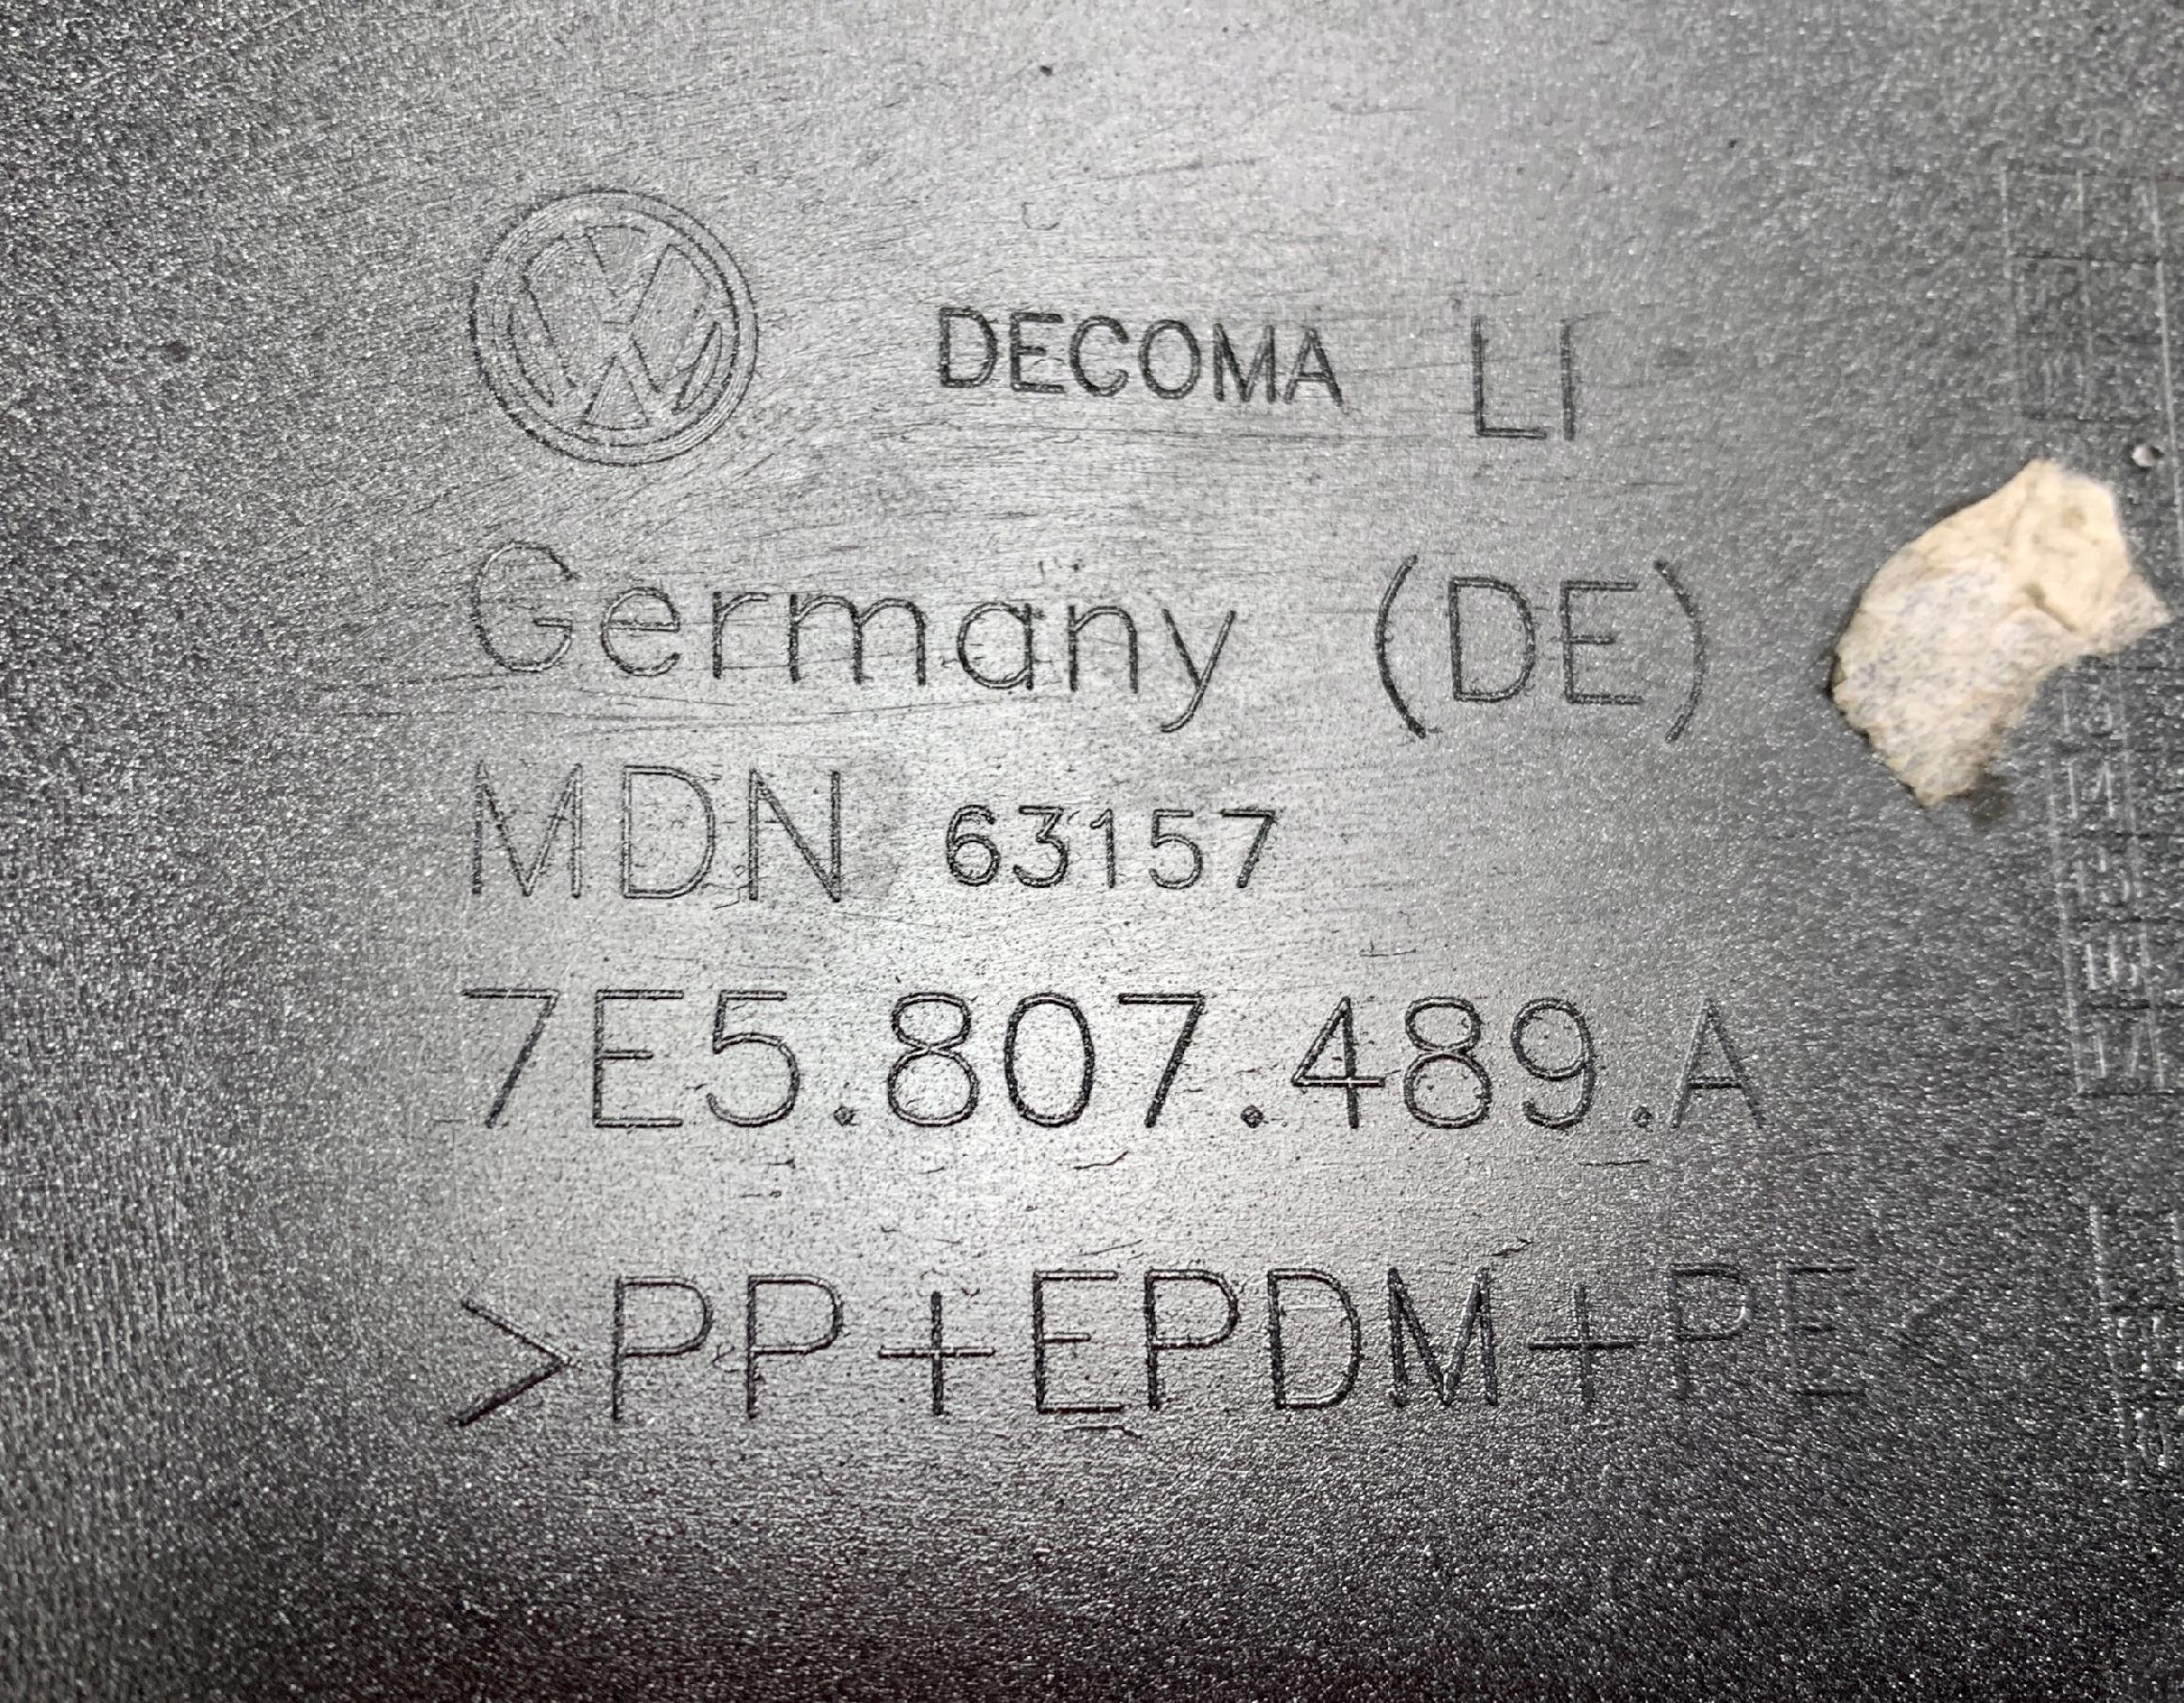 DECOMA LI
Germany (DE)
MDN 63157
7E5.807.489.A
>PP+EPDM+PE<